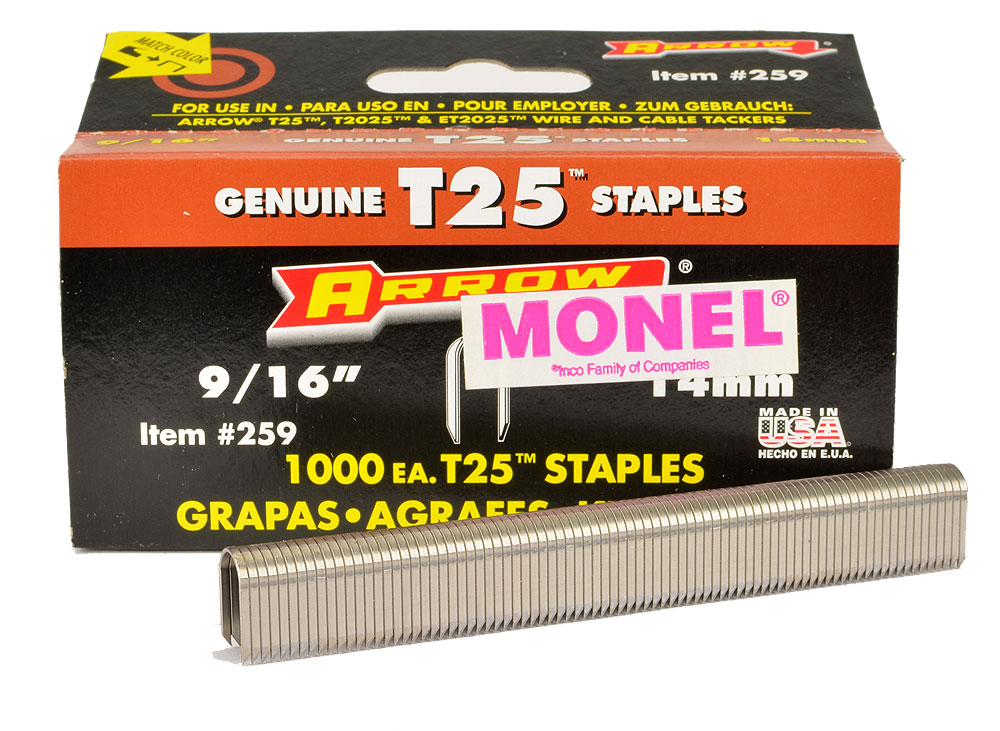 MATCH COLOR
ARROW
Item #259
FOR USE IN • PARA USO EN • POUR EMPLOYER • ZUM GEBRAUCH:
ARROW® T25™, T2025™ & ET2025™ WIRE AND CABLE TACKERS
9/16" GENUINE T25™ STAPLES 14mm
GENUINE T25™ STAPLES
ARROW®
MONEL®
®Inco Family of Companies
9/16" 14mm
Item #259
MADE IN
USA
HECHO EN E.U.A.
1000 EA. T25™ STAPLES
GRAPAS • AGRAFES •